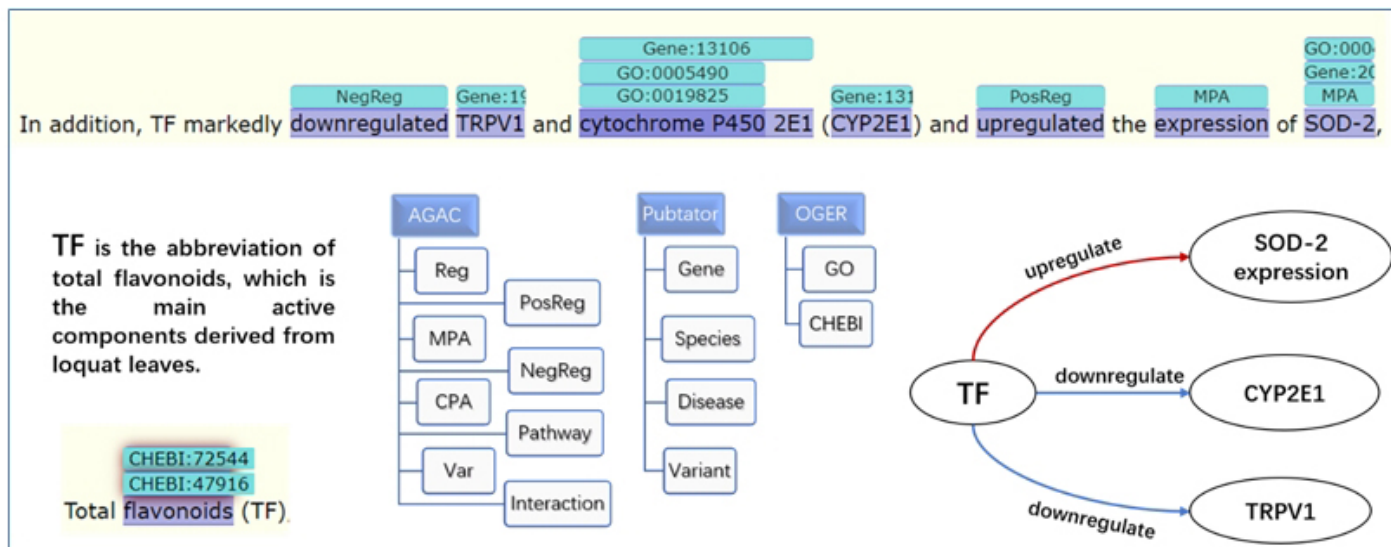 Gene:13106
GO:0005490
GO:0019825
NegReg
Gene:19
Gene:131
PosReg
MPA
GO:000
Gene:20
MPA
In addition, TF markedly downregulated TRPV1 and cytochrome P450 2E1 (CYP2E1) and upregulated the expression of SOD-2,
TF is the abbreviation of
total flavonoids, which is
the main active
components derived from
loquat leaves.
CHEBI:72544
CHEBI:47916
Total flavonoids (TF)
AGAC
Reg
PosReg
MPA
NegReg
CPA
Pathway
Var
Interaction
Pubtator
Gene
Species
Disease
Variant
OGER
GO
CHEBI
TF
upregulate
SOD-2
expression
downregulate
CYP2E1
downregulate
TRPV1